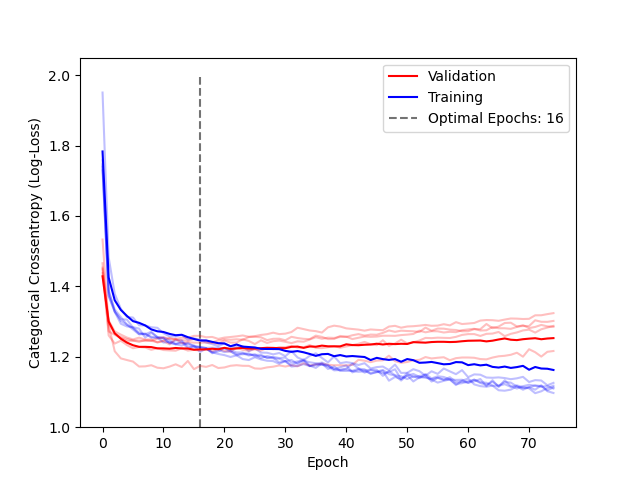 2.0
1.8
1.6
1.4
1.2
1.0
Categorical Crossentropy (Log-Loss)
Validation
Training
Optimal Epochs: 16
0 10 20 30 40 50 60 70
Epoch